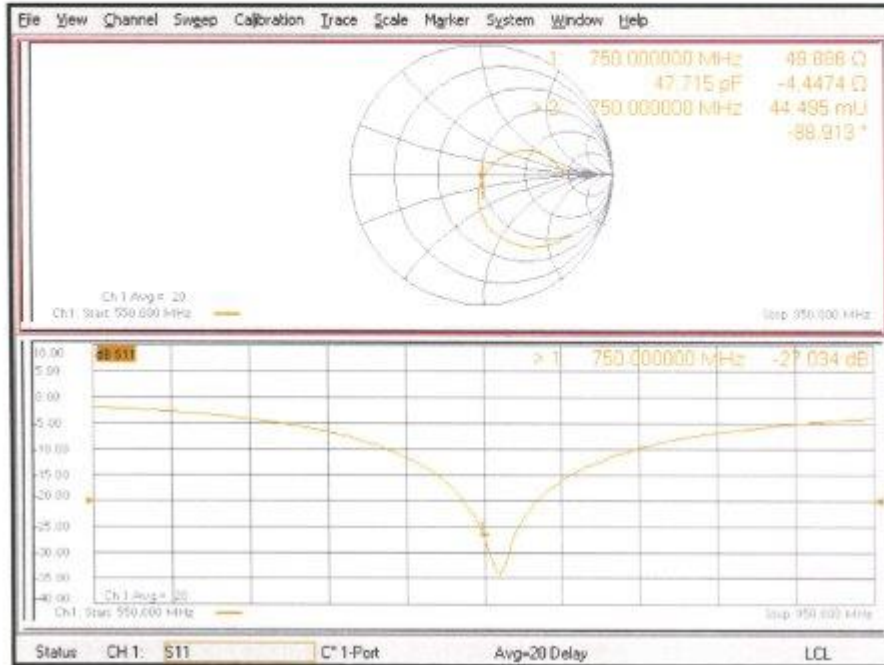 File View Channel Sweep Calibration Trace Scale Marker System Window Help
1 750.000000 MHz 49.888 Ω
47.715 pF -4.4474 Ω
> 2 750.000000 MHz 44.495 mU
-88.913 °
Ch 1 Avg = 20
Ch1: Start 550.000 MHz Stop 950.000 MHz
10.00 dB S11 > 1 750.000000 MHz -27.034 dB
5.00
0.00
-5.00
-10.00
-15.00
-20.00
-25.00
-30.00
-35.00
-40.00 Ch 1 Avg = 20
Ch1: Start 550.000 MHz Stop 950.000 MHz
Status CH 1: S11 C* 1-Port Avg=20 Delay LCL